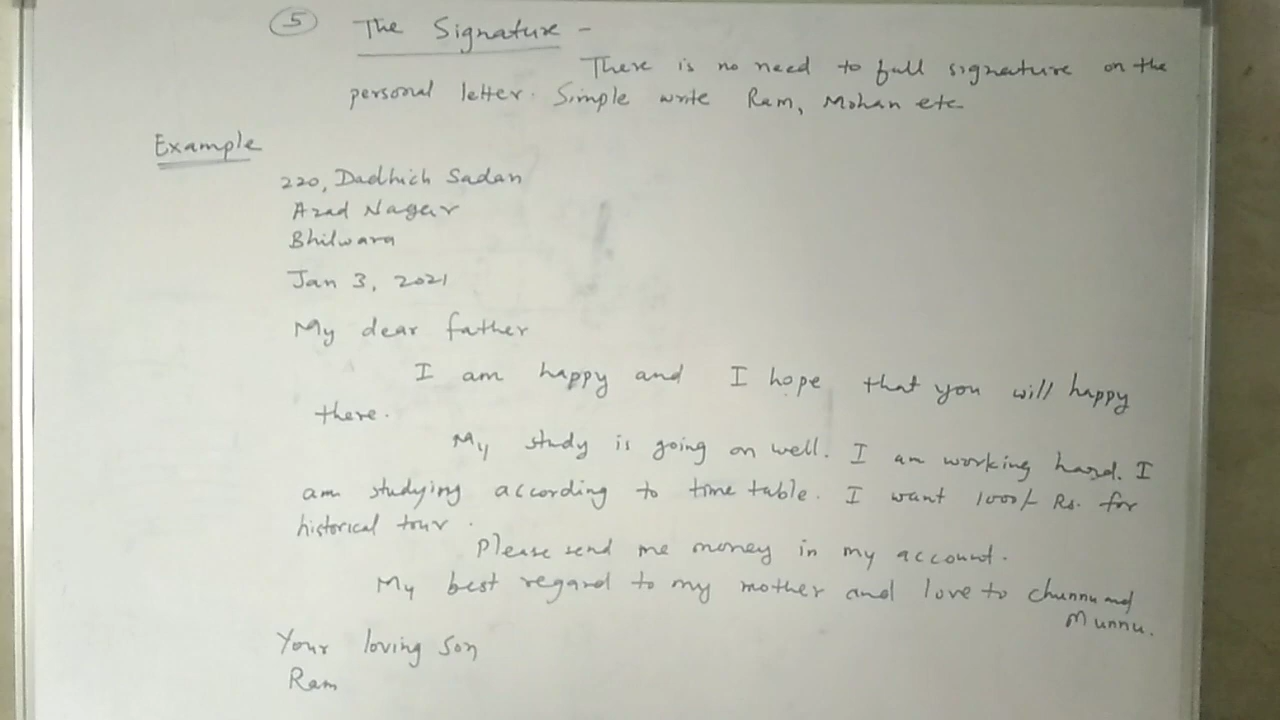 5 The Signature -
There is no need to full signature on the
personal letter. Simple write Ram, Mohan etc
Example
220, Dadhich Sadan
Azad Nagar
Bhilwara
Jan 3, 2021
My dear father
I am happy and I hope that you will happy
there.
My study is going on well. I am working hard. I
am studying according to time table. I want 1000/- Rs. for
historical tour.
Please send me money in my account.
My best regard to my mother and love to chunnu and
Munnu.
Your loving son
Ram